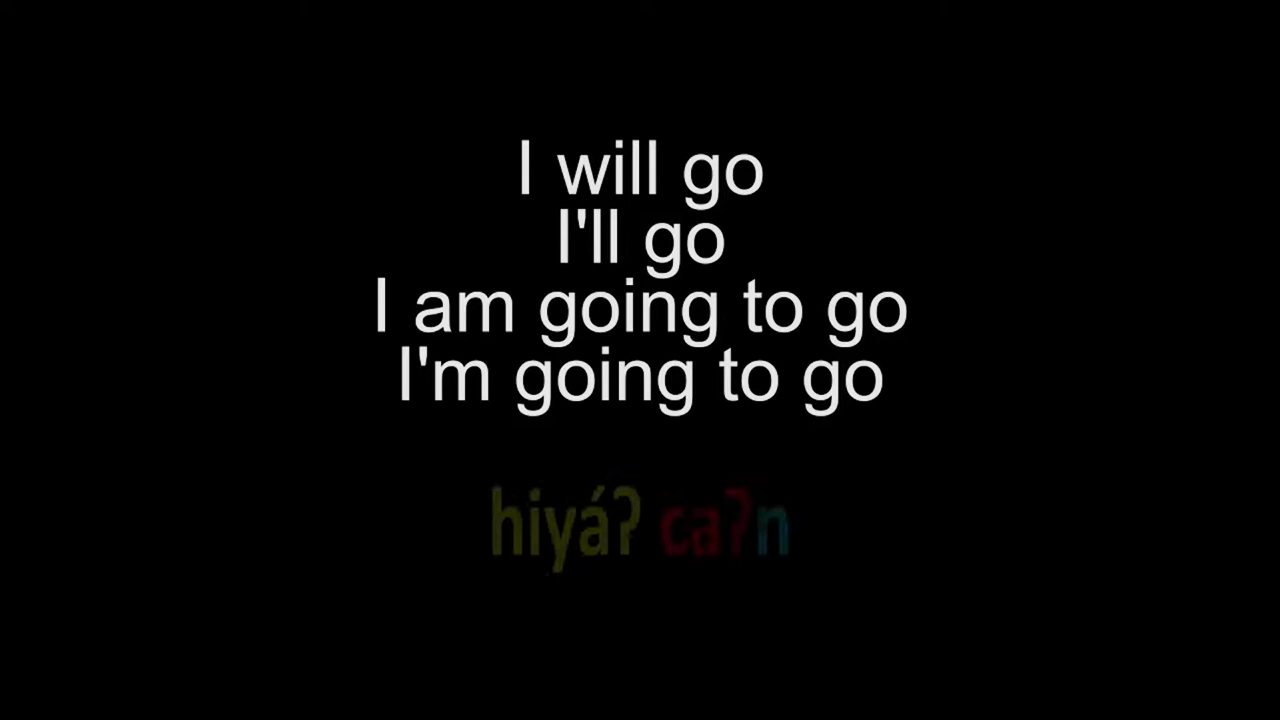 I will go
I'll go
I am going to go
I'm going to go
hiyáʔ caʔn